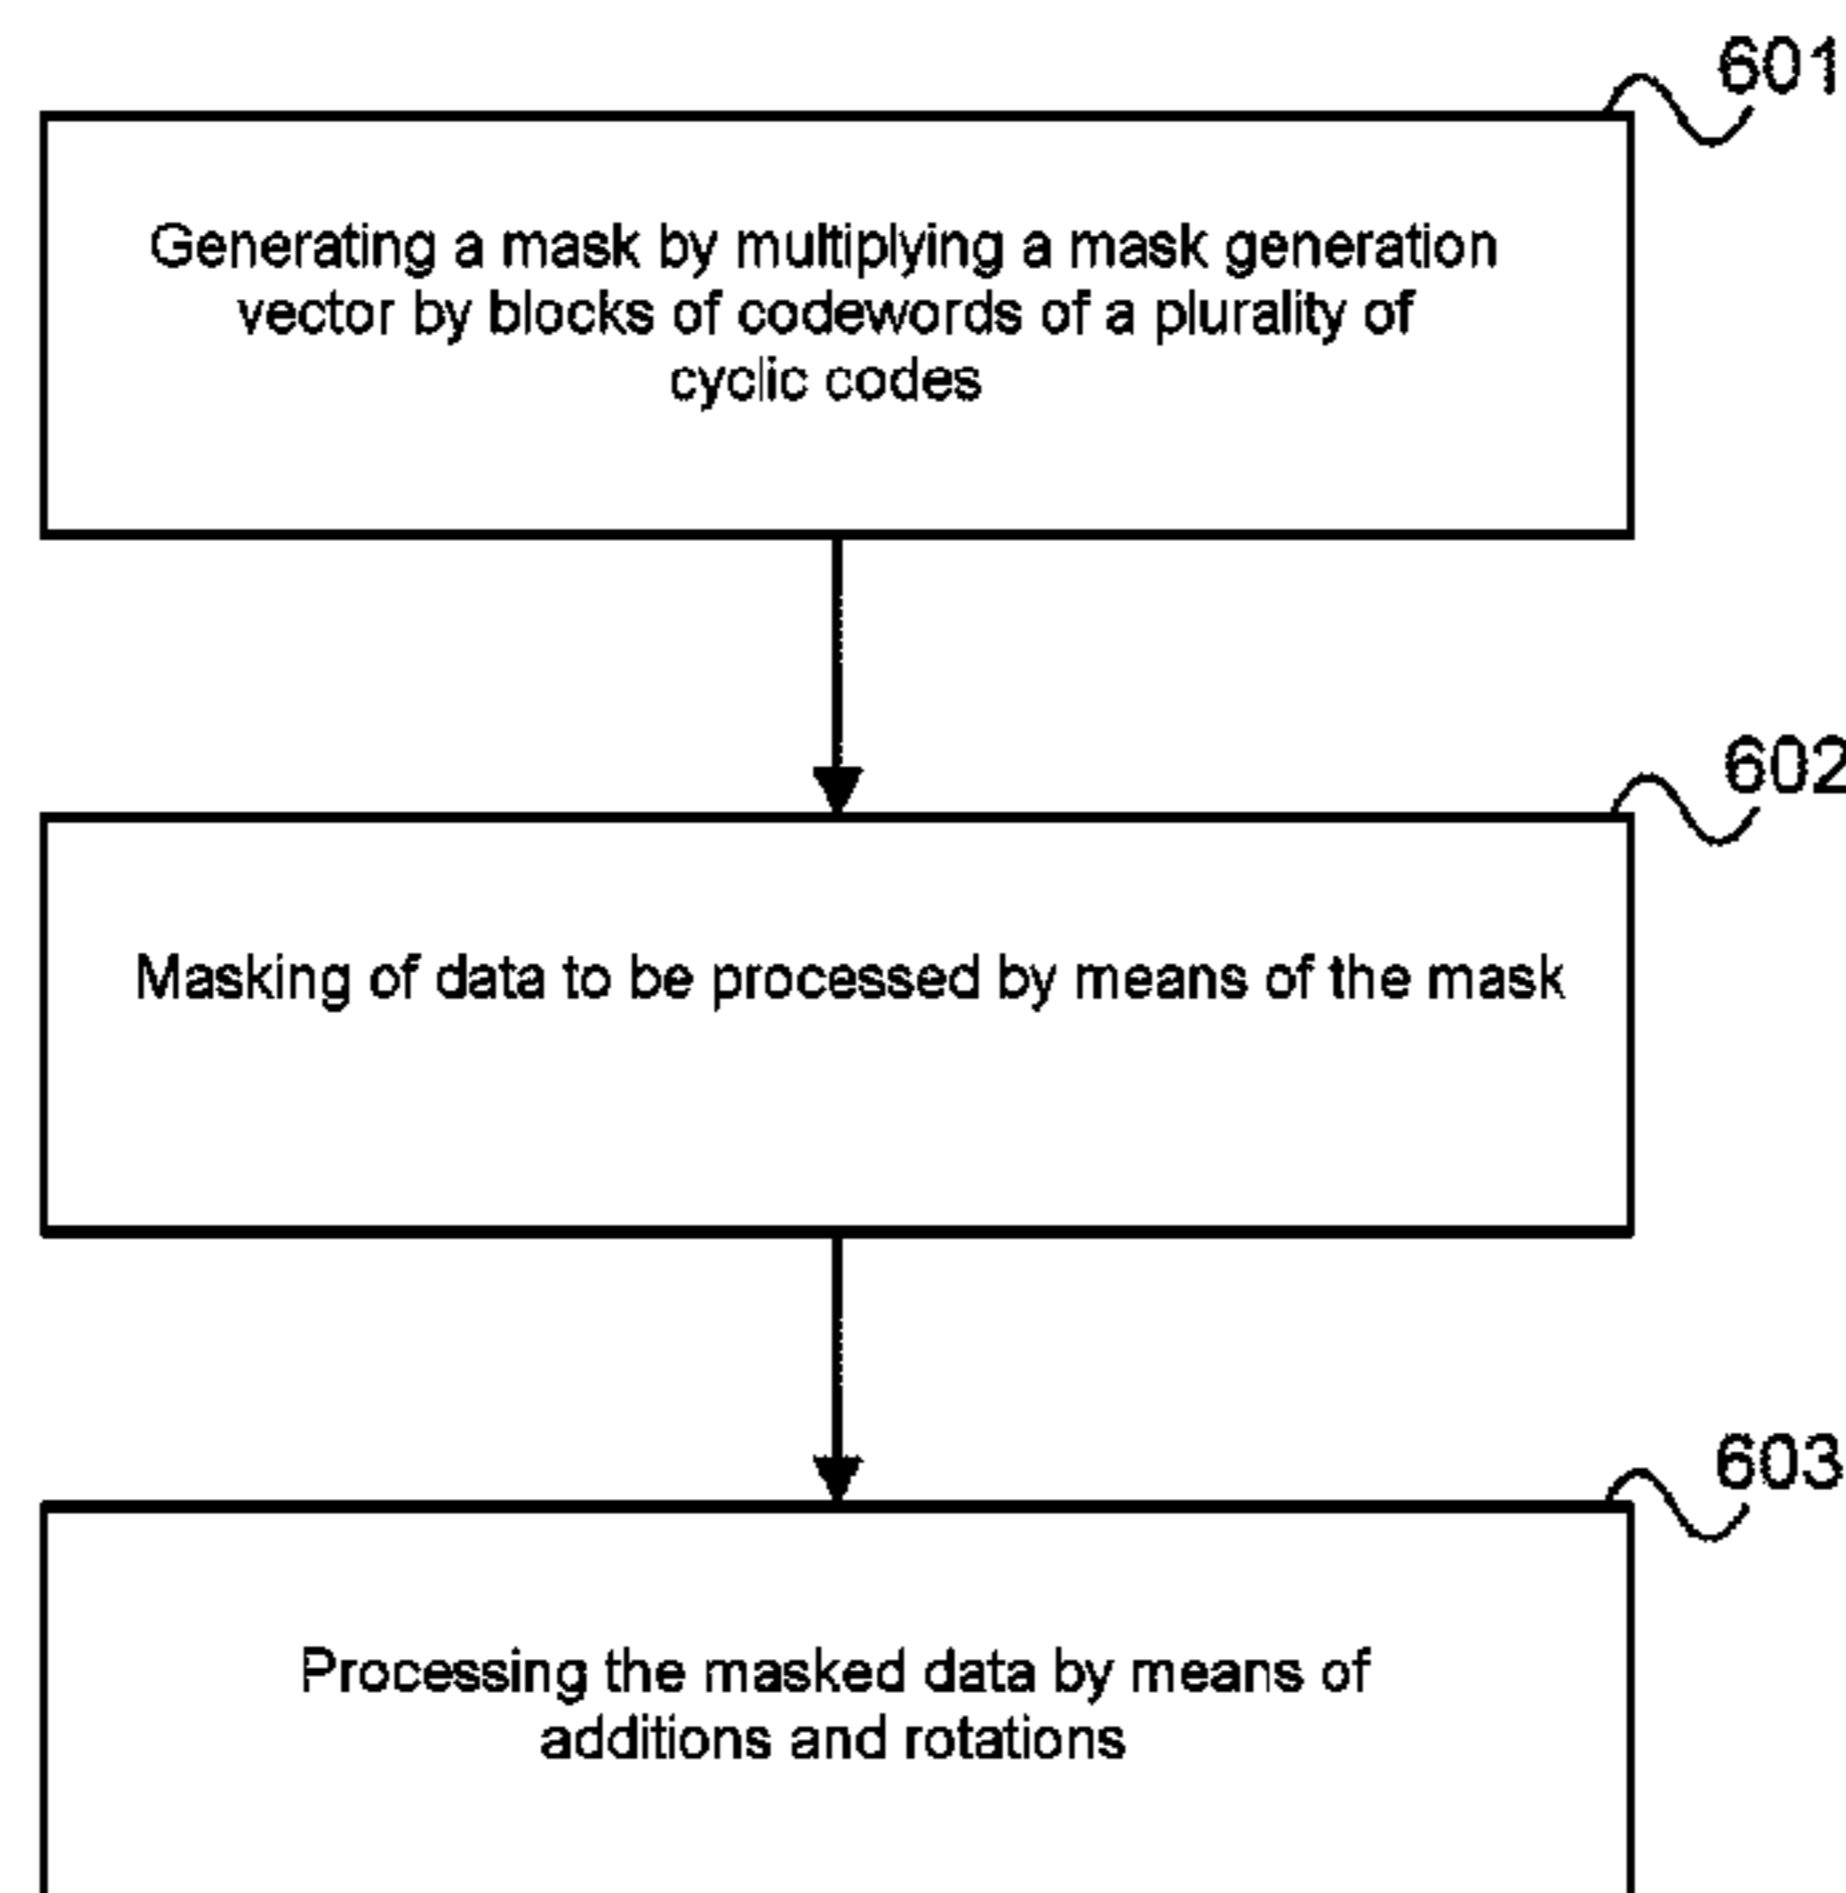 601
Generating a mask by multiplying a mask generation
vector by blocks of codewords of a plurality of
cyclic codes
602
Masking of data to be processed by means of the mask
603
Processing the masked data by means of
additions and rotations